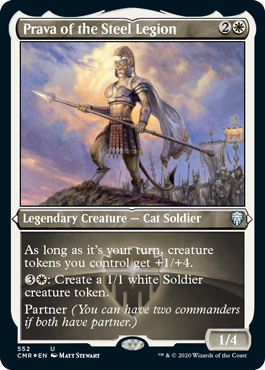 Prava of the Steel Legion 2
Legendary Creature — Cat Soldier
As long as it's your turn, creature
tokens you control get +1/+4.
3: Create a 1/1 white Soldier
creature token.
Partner (You can have two commanders
if both have partner.)
1/4
552 U
CMR EN MATT STEWART ™ & © 2020 Wizards of the Coast